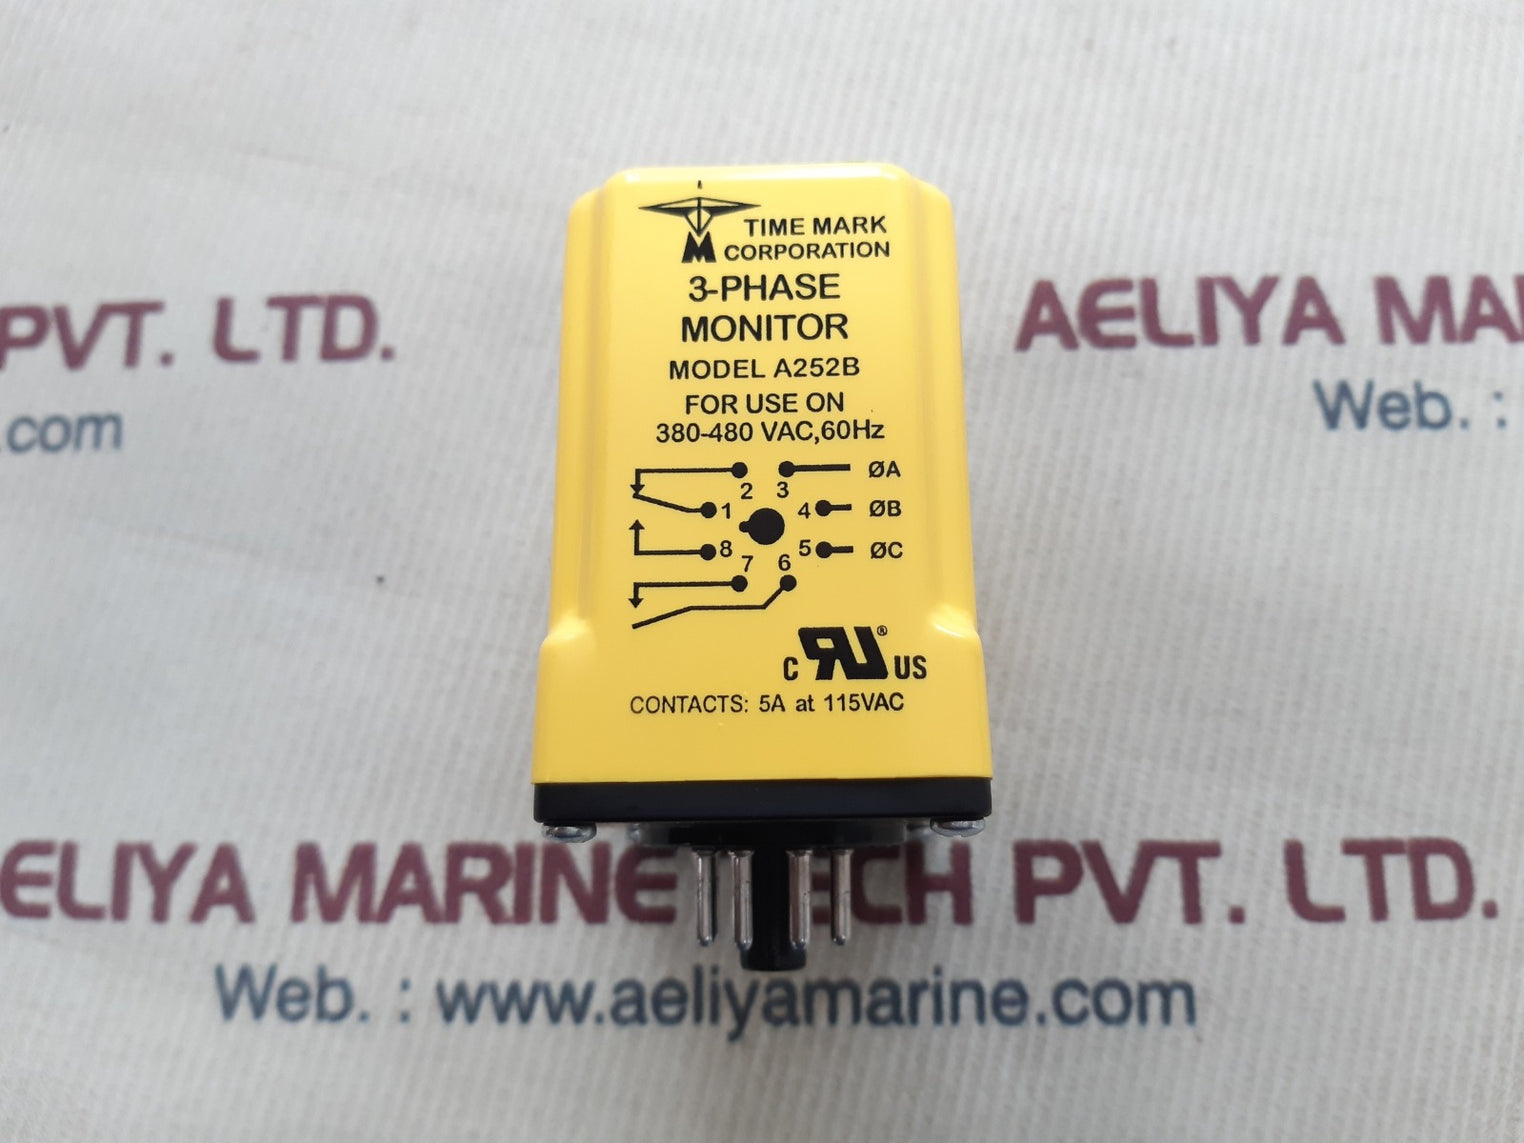 TIME MARK
CORPORATION
3-PHASE
MONITOR
MODEL A252B
FOR USE ON
380-480 VAC,60Hz
2 3 ØA
1 4 ØB
8 5 ØC
7 6
C RU® US
CONTACTS: 5A at 115VAC
PVT. LTD.
.com
AELIYA MA
Web. :
ELIYA MARINE ECH PVT. LTD.
Web. : www.aeliyamarine.com